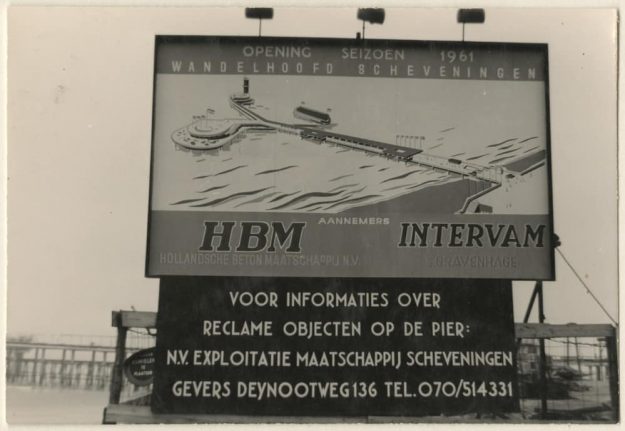 OPENING SEIZOEN 1961
WANDELHOOFD SCHEVENINGEN
AANNEMERS
HBM INTERVAM
HOLLANDSCHE BETON MAATSCHAPPIJ N.V. S-GRAVENHAGE
VOOR INFORMATIES OVER
RECLAME OBJECTEN OP DE PIER:
N.V. EXPLOITATIE MAATSCHAPPIJ SCHEVENINGEN
GEVERS DEYNOOTWEG 136 TEL. 070/514331